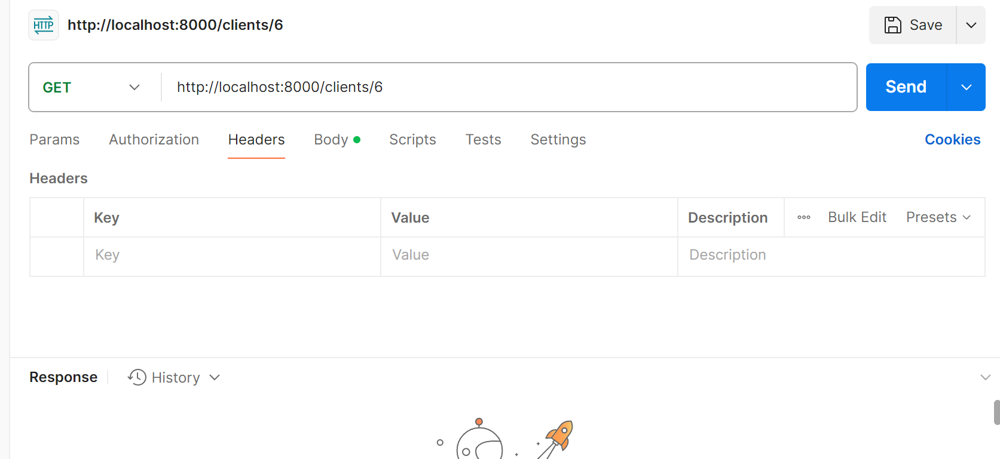 HTTP http://localhost:8000/clients/6 Save
GET http://localhost:8000/clients/6 Send
Params Authorization Headers Body Scripts Tests Settings Cookies
Headers
Key Value Description Bulk Edit Presets
Key Value Description
Response History